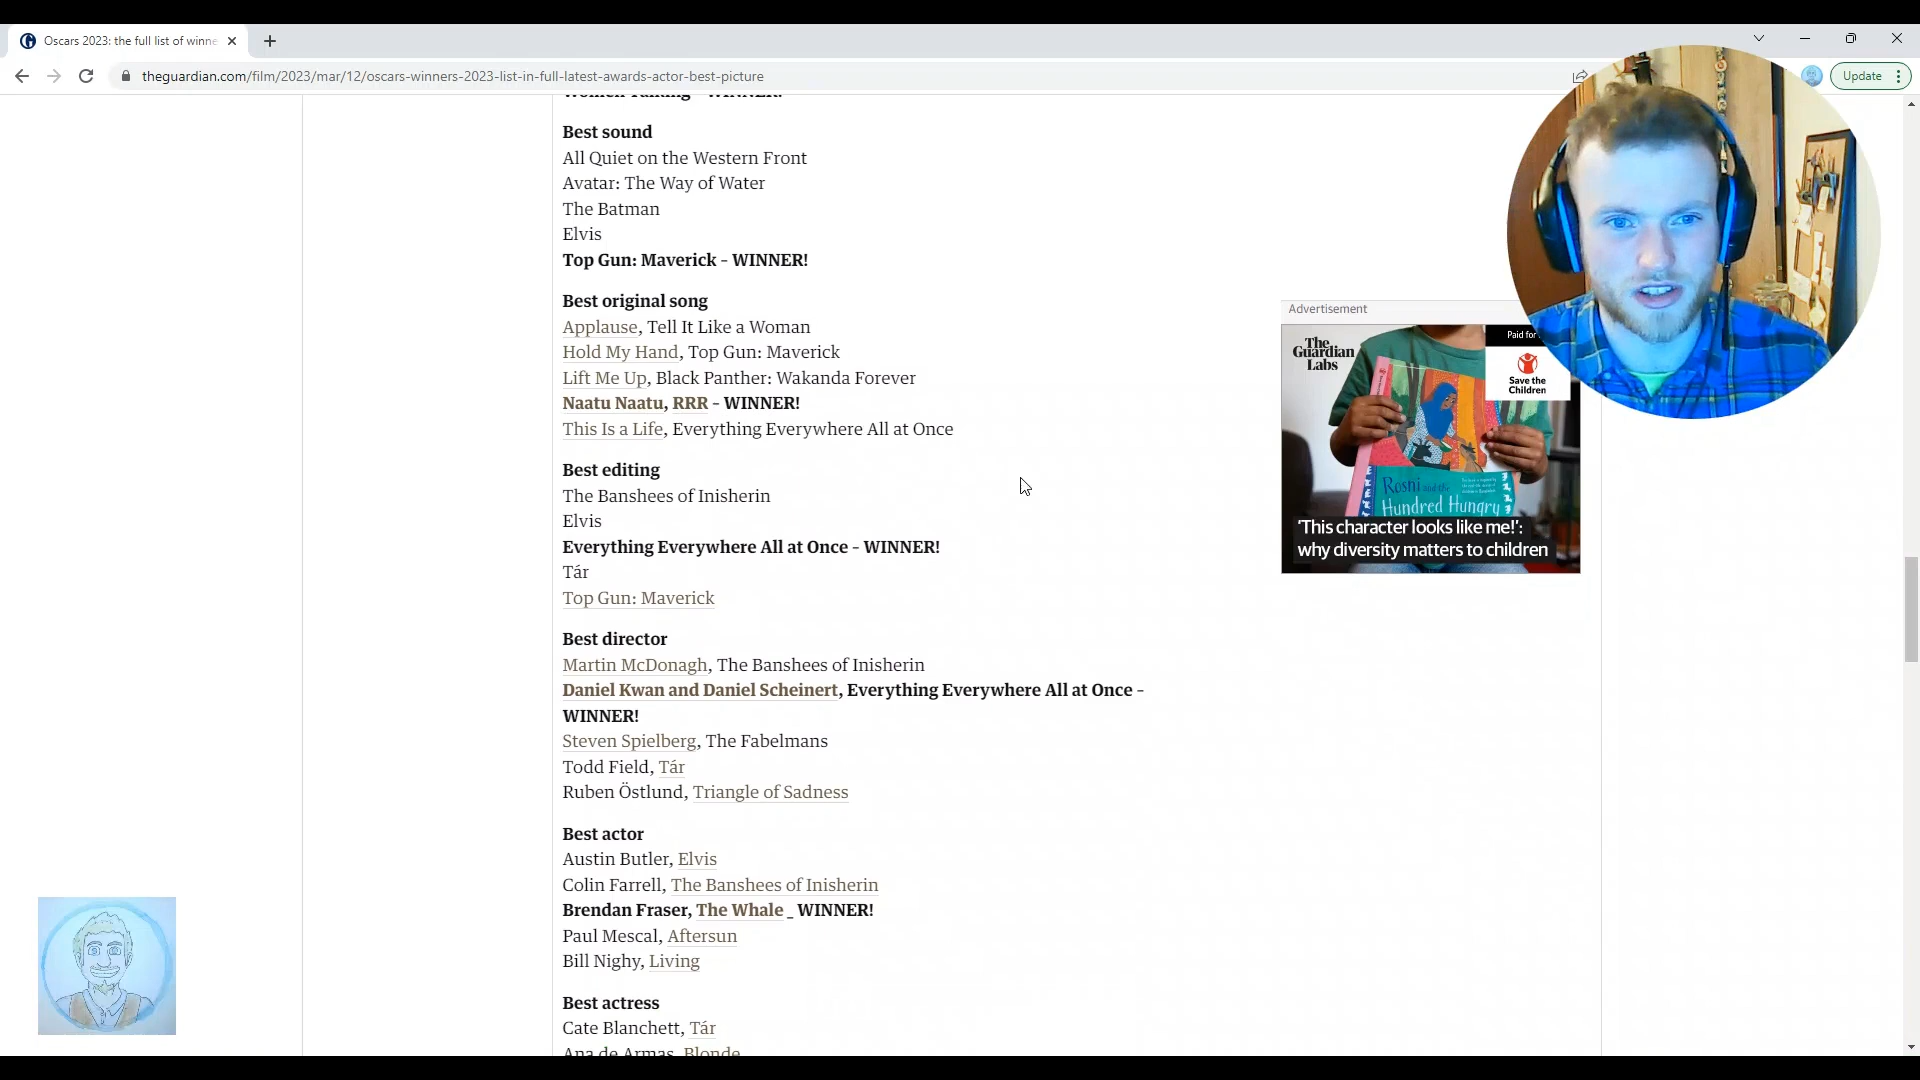 Oscars 2023: the full list of winne
theguardian.com/film/2023/mar/12/oscars-winners-2023-list-in-full-latest-awards-actor-best-picture
Update
Women Talking – WINNER!
Best sound
All Quiet on the Western Front
Avatar: The Way of Water
The Batman
Elvis
Top Gun: Maverick – WINNER!
Best original song
Applause, Tell It Like a Woman
Hold My Hand, Top Gun: Maverick
Lift Me Up, Black Panther: Wakanda Forever
Naatu Naatu, RRR – WINNER!
This Is a Life, Everything Everywhere All at Once
Best editing
The Banshees of Inisherin
Elvis
Everything Everywhere All at Once – WINNER!
Tár
Top Gun: Maverick
Best director
Martin McDonagh, The Banshees of Inisherin
Daniel Kwan and Daniel Scheinert, Everything Everywhere All at Once –
WINNER!
Steven Spielberg, The Fabelmans
Todd Field, Tár
Ruben Östlund, Triangle of Sadness
Best actor
Austin Butler, Elvis
Colin Farrell, The Banshees of Inisherin
Brendan Fraser, The Whale _ WINNER!
Paul Mescal, Aftersun
Bill Nighy, Living
Best actress
Cate Blanchett, Tár
Ana de Armas, Blonde
Advertisement
The
Guardian
Labs
Paid for
Save the
Children
Roshi and the
Hundred Hungry
'This character looks like me!':
why diversity matters to children